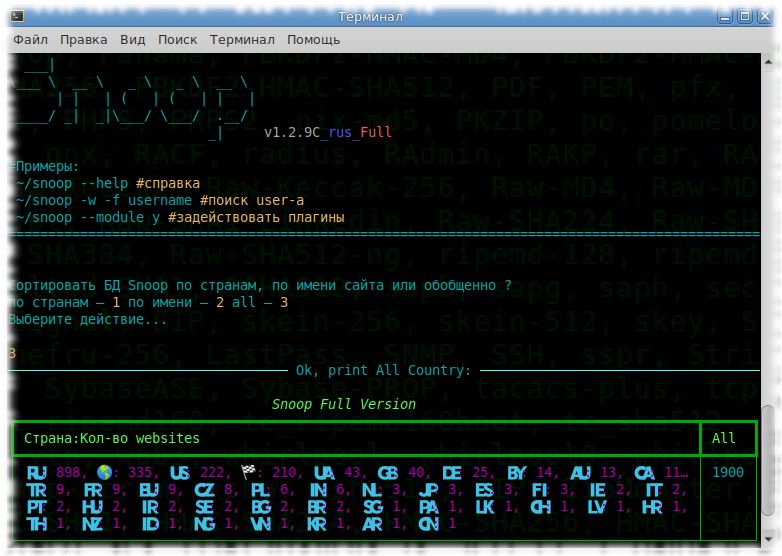 Терминал
Файл Правка Вид Поиск Терминал Помощь
v1.2.9C_rus_Full
#Примеры:
~/snoop --help #справка
~/snoop -w -f username #поиск user-a
~/snoop --module y #задействовать плагины
Сортировать БД Snoop по странам, по имени сайта или обобщенно ?
по странам — 1 по имени — 2 all — 3
Выберите действие...
3
Ok, print All Country:
Snoop Full Version
Страна:Кол-во websites All
RU 898, 🌎: 335, US 222, 🏁: 210, UA 43, GB 40, DE 25, BY 14, AU 13, CA 11… 1900
TR 9, FR 9, EU 9, CZ 8, PL 6, IN 6, NL 3, JP 3, ES 3, FI: 3, IE 2, IT 2,
PT 2, HU 2, IR 2, SE 2, BG 2, BR 2, SG 1, PA 1, LK 1, CH 1, LV 1, HR 1,
TH 1, NZ 1, ID 1, NG 1, VN 1, KR 1, AR 1, CN 1